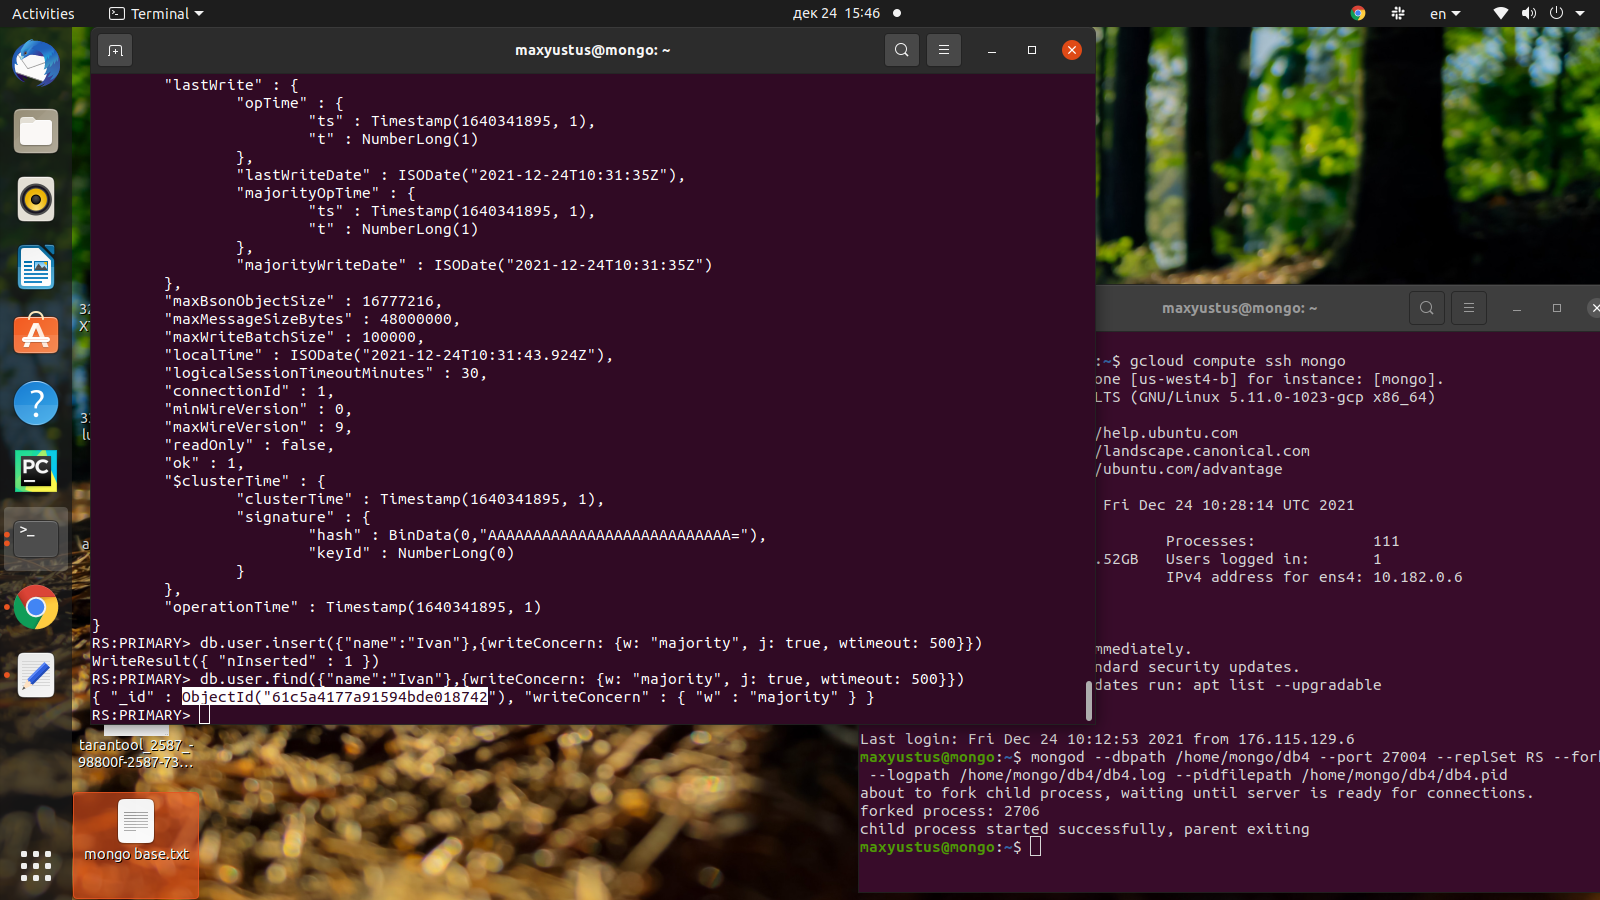 Activities
Terminal
дек 24 15:46
en
maxyustus@mongo: ~
"lastWrite" : {
"opTime" : {
"ts" : Timestamp(1640341895, 1),
"t" : NumberLong(1)
},
"lastWriteDate" : ISODate("2021-12-24T10:31:35Z"),
"majorityOpTime" : {
"ts" : Timestamp(1640341895, 1),
"t" : NumberLong(1)
},
"majorityWriteDate" : ISODate("2021-12-24T10:31:35Z")
},
"maxBsonObjectSize" : 16777216,
"maxMessageSizeBytes" : 48000000,
"maxWriteBatchSize" : 100000,
"localTime" : ISODate("2021-12-24T10:31:43.924Z"),
"logicalSessionTimeoutMinutes" : 30,
"connectionId" : 1,
"minWireVersion" : 0,
"maxWireVersion" : 9,
"readOnly" : false,
"ok" : 1,
"$clusterTime" : {
"clusterTime" : Timestamp(1640341895, 1),
"signature" : {
"hash" : BinData(0,"AAAAAAAAAAAAAAAAAAAAAAAAAAA="),
"keyId" : NumberLong(0)
}
},
"operationTime" : Timestamp(1640341895, 1)
}
RS:PRIMARY> db.user.insert({"name":"Ivan"},{writeConcern: {w: "majority", j: true, wtimeout: 500}})
WriteResult({ "nInserted" : 1 })
RS:PRIMARY> db.user.find({"name":"Ivan"},{writeConcern: {w: "majority", j: true, wtimeout: 500}})
{ "_id" : ObjectId("61c5a4177a91594bde018742"), "writeConcern" : { "w" : "majority" } }
RS:PRIMARY>
maxyustus@mongo: ~
:~$ gcloud compute ssh mongo
one [us-west4-b] for instance: [mongo].
LTS (GNU/Linux 5.11.0-1023-gcp x86_64)
/help.ubuntu.com
/landscape.canonical.com
/ubuntu.com/advantage
Fri Dec 24 10:28:14 UTC 2021
Processes: 111
.52GB Users logged in: 1
IPv4 address for ens4: 10.182.0.6
mmediately.
ndard security updates.
dates run: apt list --upgradable
Last login: Fri Dec 24 10:12:53 2021 from 176.115.129.6
maxyustus@mongo:~$ mongod --dbpath /home/mongo/db4 --port 27004 --replSet RS --for
--logpath /home/mongo/db4/db4.log --pidfilepath /home/mongo/db4/db4.pid
about to fork child process, waiting until server is ready for connections.
forked process: 2706
child process started successfully, parent exiting
maxyustus@mongo:~$
PC
tarantool_2587_-
98800f-2587-73...
mongo base.txt